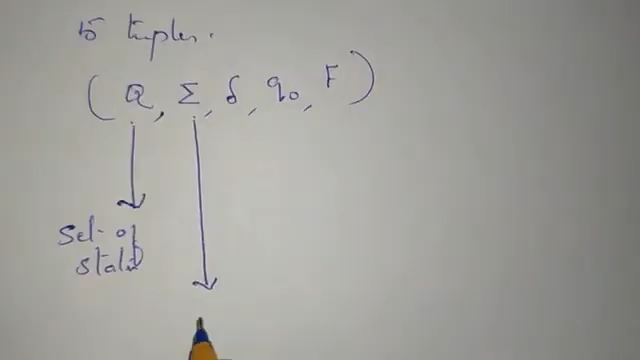 5 tuples.
(Q, Σ, δ, q₀, F)
Set of
states